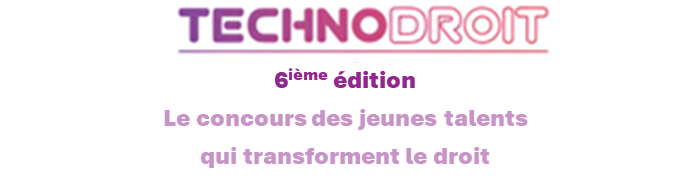 TECHNODROIT
6ième édition
Le concours des jeunes talents
qui transforment le droit